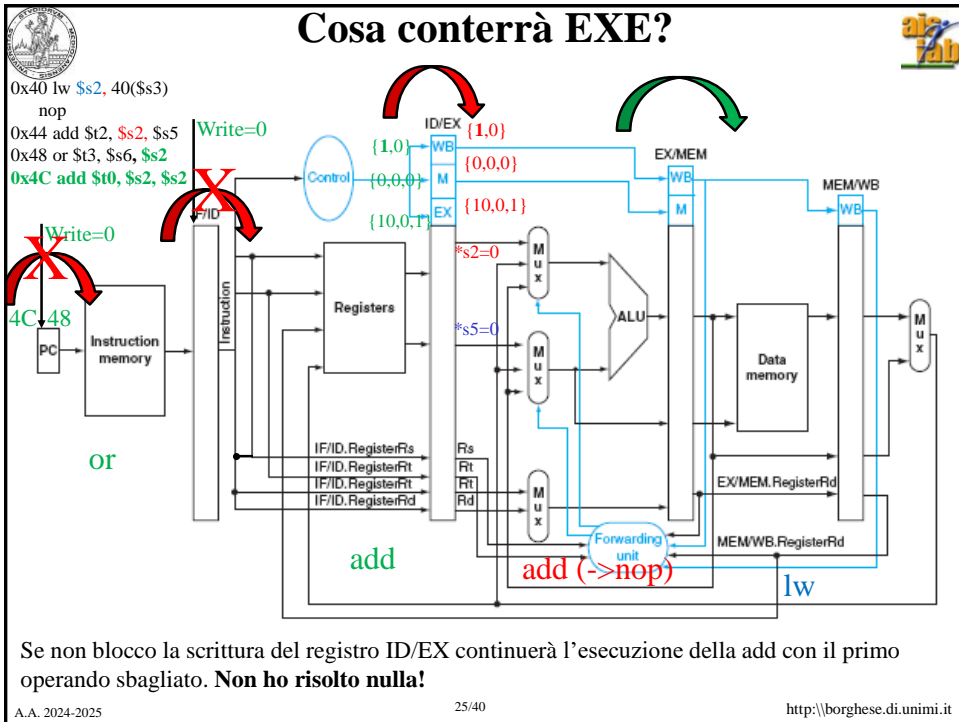 Cosa conterrà EXE?
ais
lab
0x40 lw $s2, 40($s3)
nop
0x44 add $t2, $s2, $s5
0x48 or $t3, $s6, $s2
0x4C add $t0, $s2, $s2
Write=0
X
F/ID
Write=0
X
4C 48
PC
Instruction
memory
or
Instruction
Control
{1,0}
{0,0,0}
{10,0,1}
ID/EX
WB
M
EX
{1,0}
{0,0,0}
{10,0,1}
*s2=0
*s5=0
Registers
Mux
Mux
Mux
ALU
EX/MEM
WB
M
MEM/WB
WB
Data
memory
Mux
IF/ID.RegisterRs
IF/ID.RegisterRt
IF/ID.RegisterRt
IF/ID.RegisterRd
Rs
Rt
Rt
Rd
EX/MEM.RegisterRd
Forwarding
unit
MEM/WB.RegisterRd
add
add (->nop)
lw
Se non blocco la scrittura del registro ID/EX continuerà l'esecuzione della add con il primo
operando sbagliato. Non ho risolto nulla!
A.A. 2024-2025
25/40
http:\\borghese.di.unimi.it